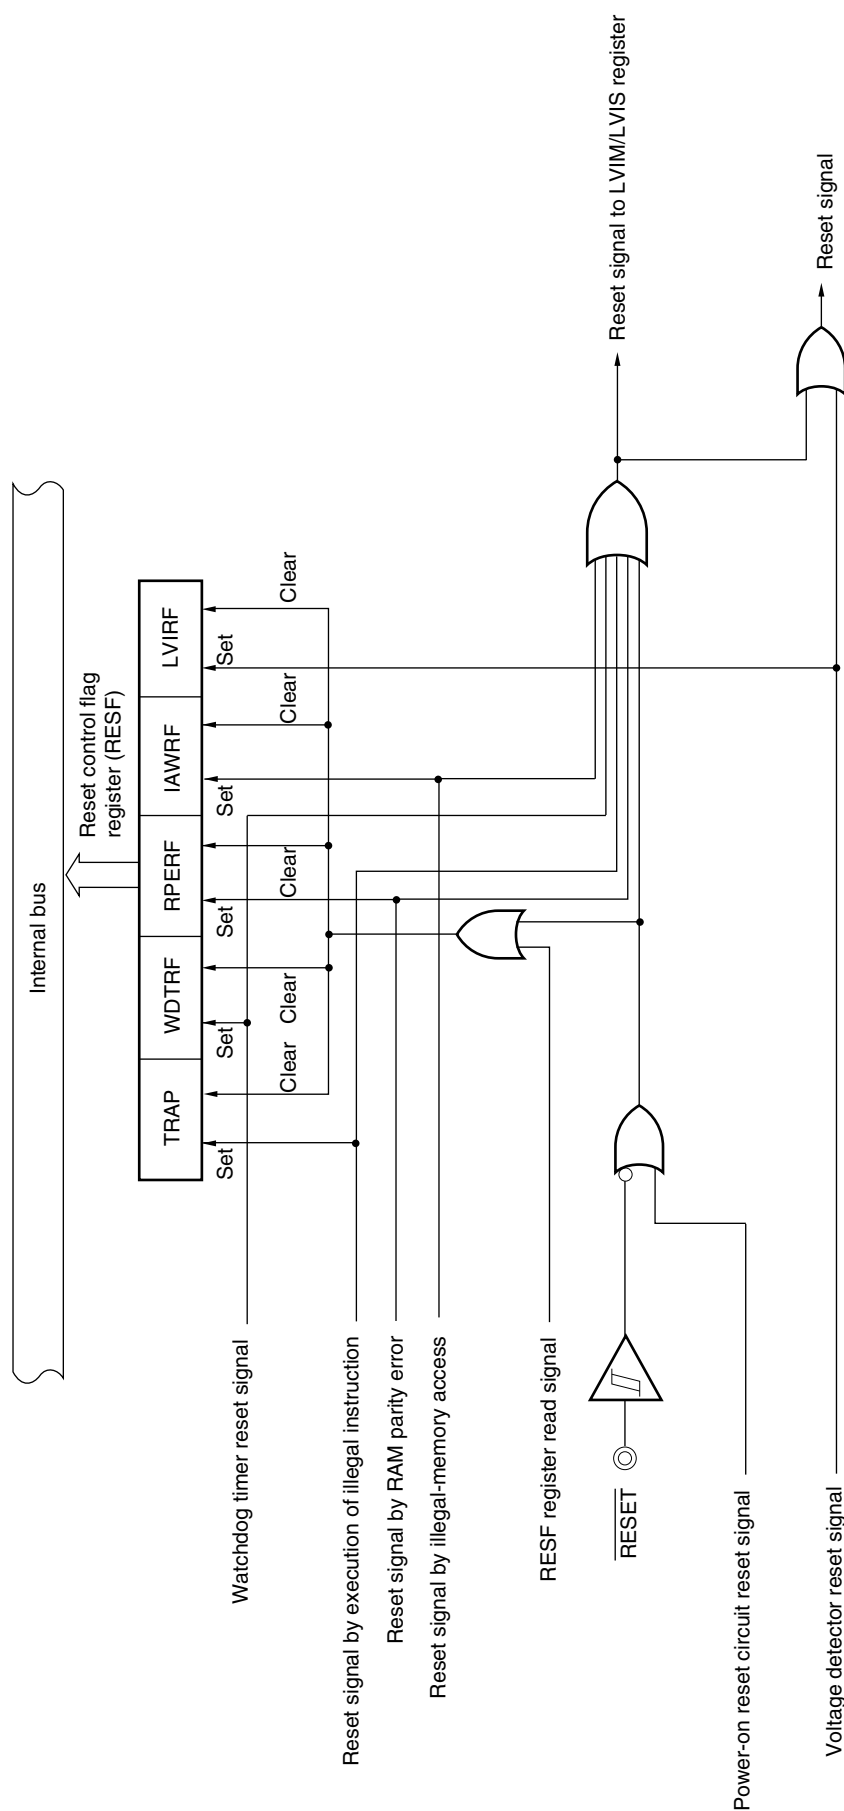 Internal bus
Reset control flag
register (RESF)
TRAP
WDTRF
RPERF
IAWRF
LVIRF
Set
Set
Set
Set
Set
Clear
Clear
Clear
Clear
Clear
Watchdog timer reset signal
Reset signal by execution of illegal instruction
Reset signal by RAM parity error
Reset signal by illegal-memory access
RESF register read signal
RESET
Power-on reset circuit reset signal
Voltage detector reset signal
Reset signal to LVIM/LVIS register
Reset signal